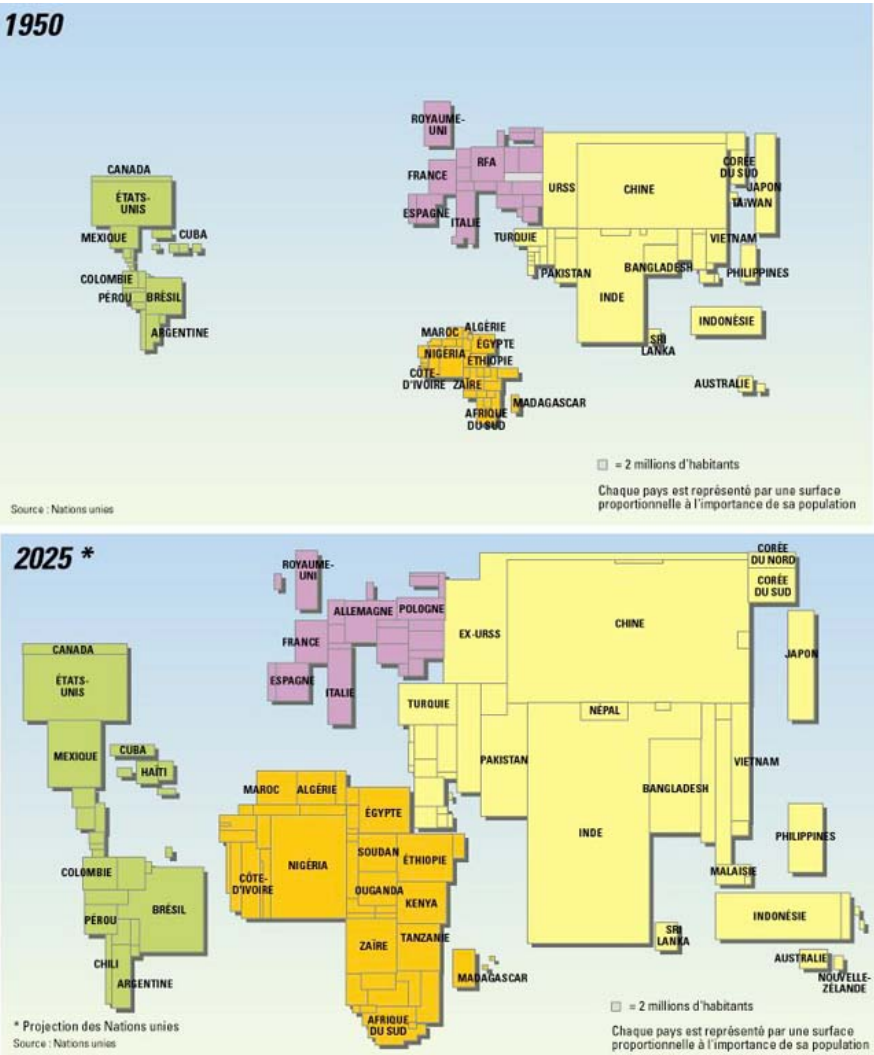 1950
ROYAUME-
UNI
CANADA
ÉTATS-
UNIS
MEXIQUE
CUBA
COLOMBIE
PÉROU
BRÉSIL
ARGENTINE
FRANCE
RFA
ESPAGNE
ITALIE
URSS
CHINE
CORÉE
DU SUD
JAPON
TAÏWAN
TURQUIE
PAKISTAN
BANGLADESH
VIETNAM
PHILIPPINES
INDE
INDONÉSIE
SRI
LANKA
AUSTRALIE
MAROC
ALGÉRIE
NIGÉRIA
ÉGYPTE
ÉTHIOPIE
CÔTE-
D'IVOIRE
ZAÏRE
MADAGASCAR
AFRIQUE
DU SUD
= 2 millions d'habitants
Chaque pays est représenté par une surface
proportionnelle à l'importance de sa population
Source : Nations unies
2025 *
ROYAUME-
UNI
CORÉE
DU NORD
CORÉE
DU SUD
ALLEMAGNE
POLOGNE
EX-URSS
CHINE
FRANCE
JAPON
CANADA
ÉTATS-
UNIS
ESPAGNE
ITALIE
TURQUIE
NÉPAL
MEXIQUE
CUBA
HAÏTI
PAKISTAN
BANGLADESH
VIETNAM
MAROC
ALGÉRIE
ÉGYPTE
INDE
PHILIPPINES
SOUDAN
ÉTHIOPIE
NIGÉRIA
COLOMBIE
CÔTE-
D'IVOIRE
OUGANDA
KENYA
MALAISIE
BRÉSIL
PÉROU
INDONÉSIE
ZAÏRE
TANZANIE
SRI
LANKA
CHILI
ARGENTINE
MADAGASCAR
AUSTRALIE
NOUVELLE-
ZÉLANDE
AFRIQUE
DU SUD
= 2 millions d'habitants
* Projection des Nations unies
Source : Nations unies
Chaque pays est représenté par une surface
proportionnelle à l'importance de sa population